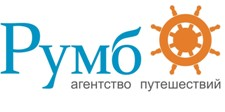 Румб
агентство путешествий